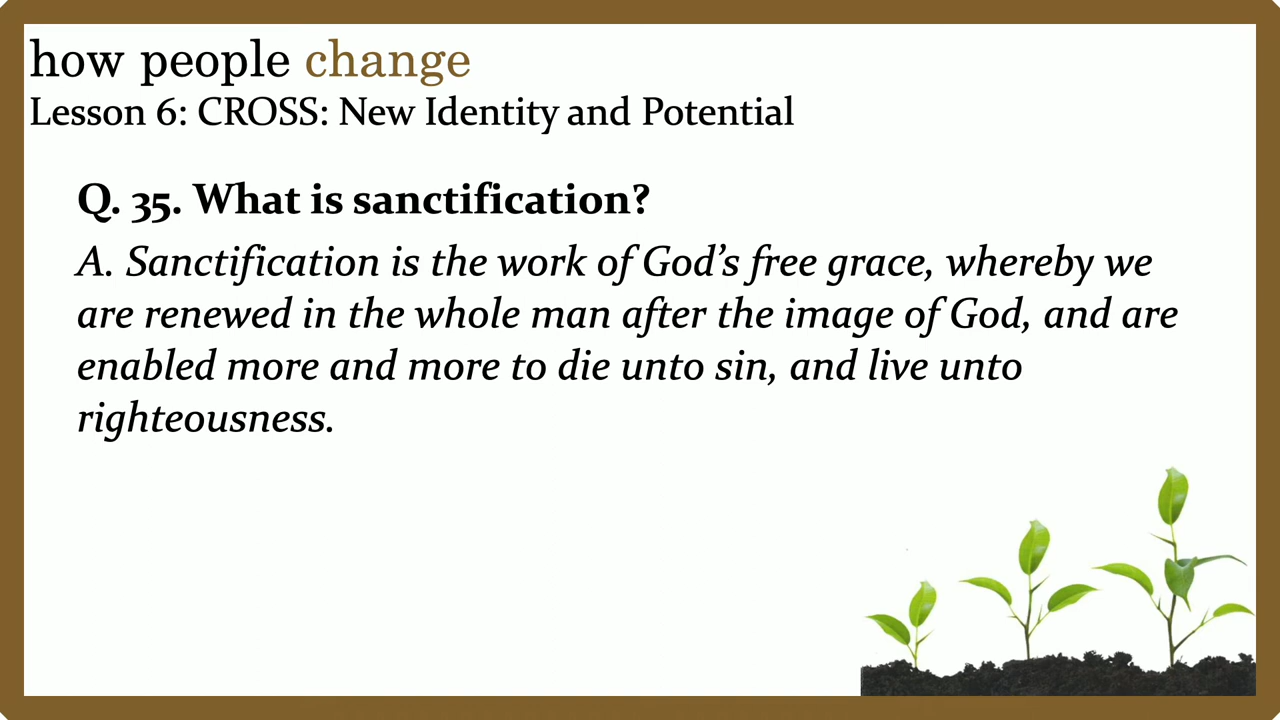 how people change
Lesson 6: CROSS: New Identity and Potential
Q. 35. What is sanctification?
A. Sanctification is the work of God’s free grace, whereby we
are renewed in the whole man after the image of God, and are
enabled more and more to die unto sin, and live unto
righteousness.